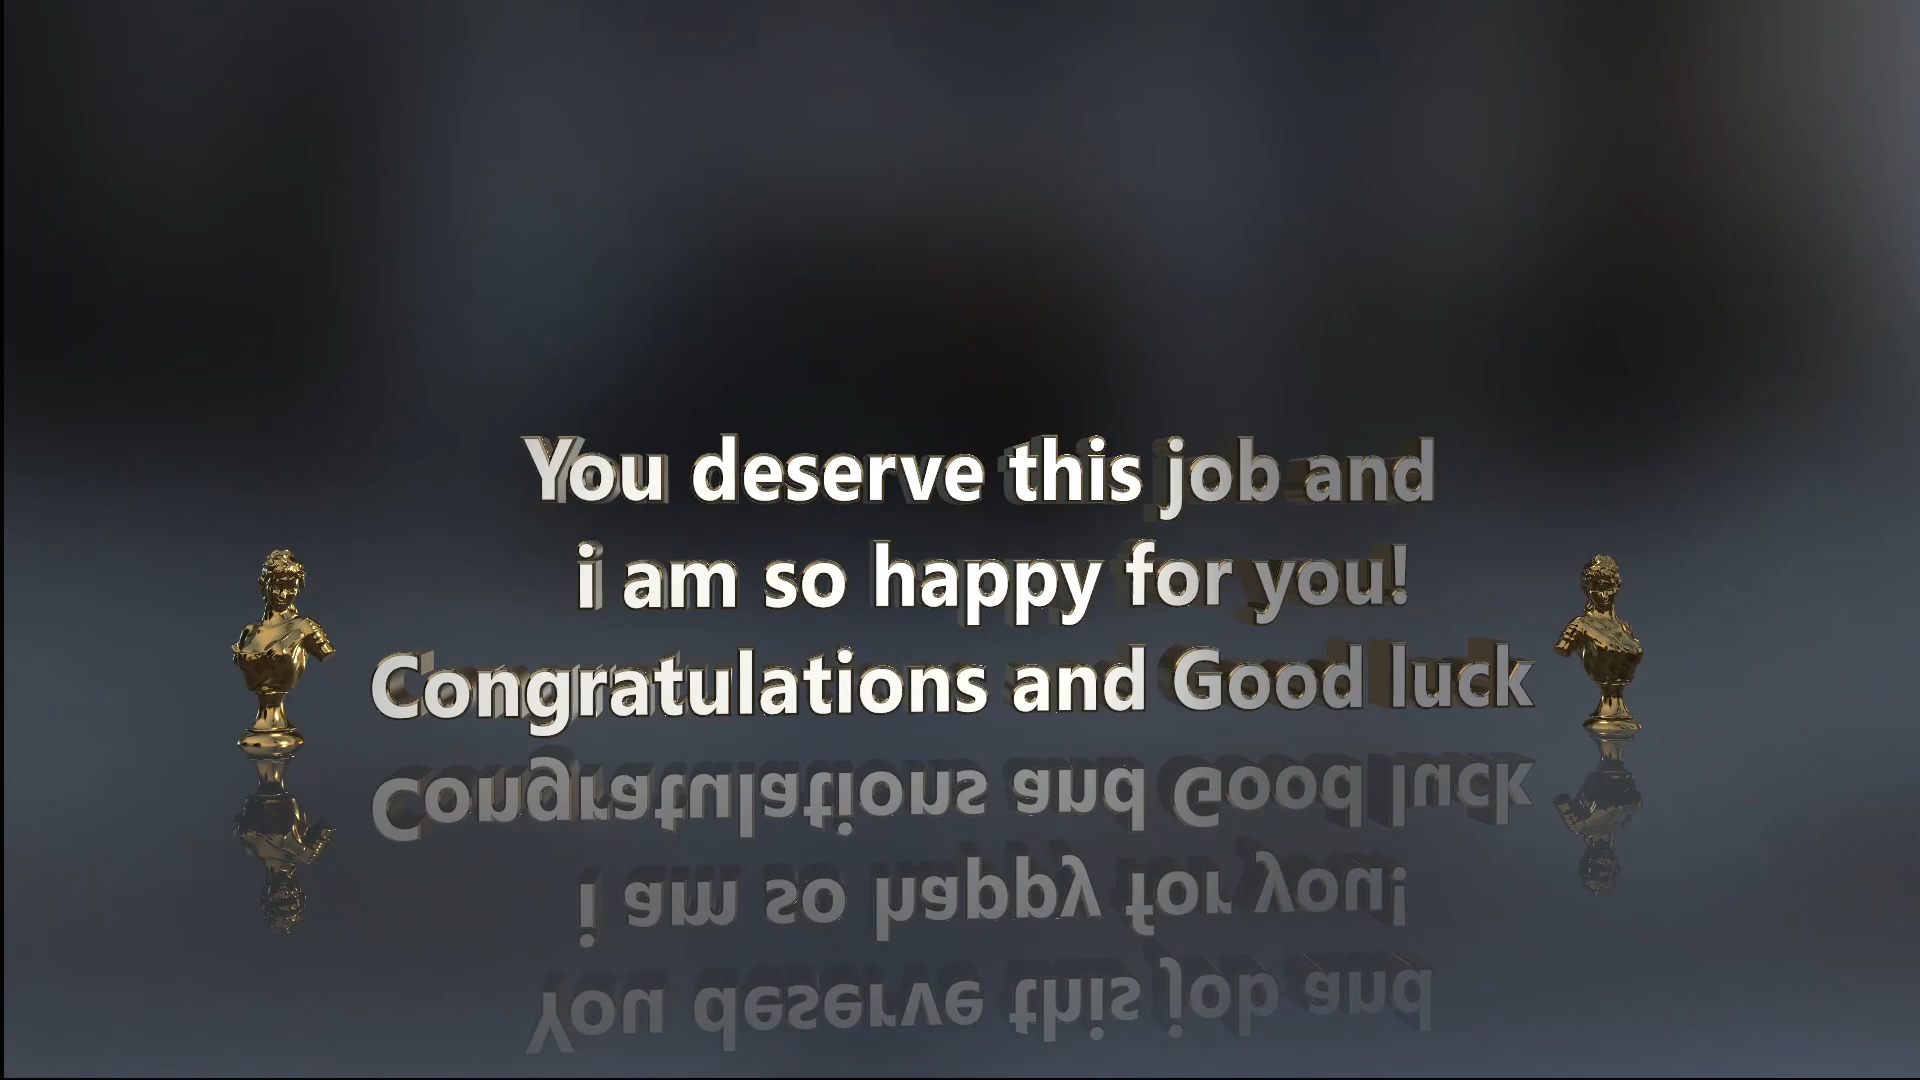 You deserve this job and
i am so happy for you!
Congratulations and Good luck